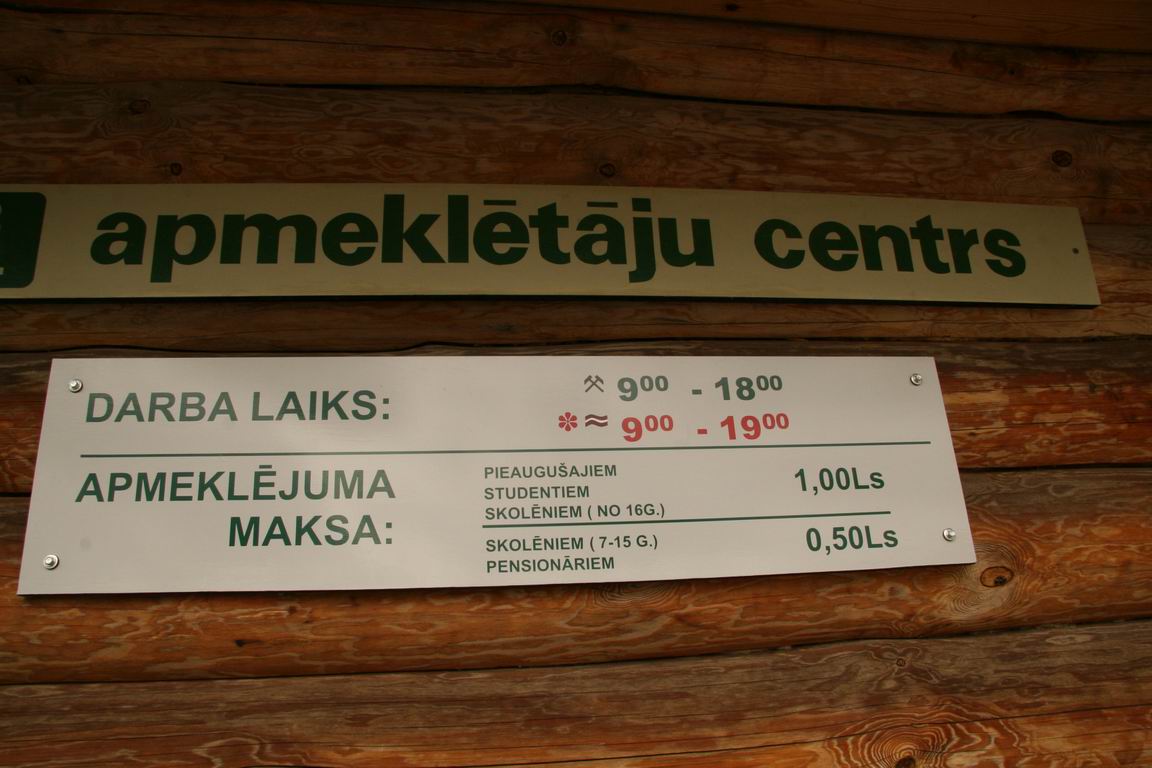 apmeklētāju centrs
DARBA LAIKS:
9⁰⁰ - 18⁰⁰
9⁰⁰ - 19⁰⁰
APMEKLĒJUMA
MAKSA:
PIEAUGUŠAJIEM
STUDENTIEM
SKOLĒNIEM ( NO 16G.)
1,00Ls
SKOLĒNIEM ( 7-15 G.)
PENSIONĀRIEM
0,50Ls